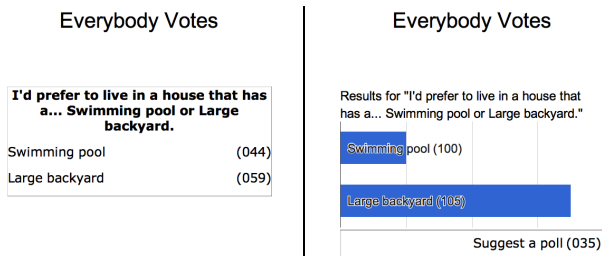 Everybody Votes
I'd prefer to live in a house that has
a... Swimming pool or Large
backyard.
Swimming pool (044)
Large backyard (059)
Everybody Votes
Results for "I'd prefer to live in a house that
has a... Swimming pool or Large backyard."
Swimming pool (100)
Large backyard (105)
Suggest a poll (035)